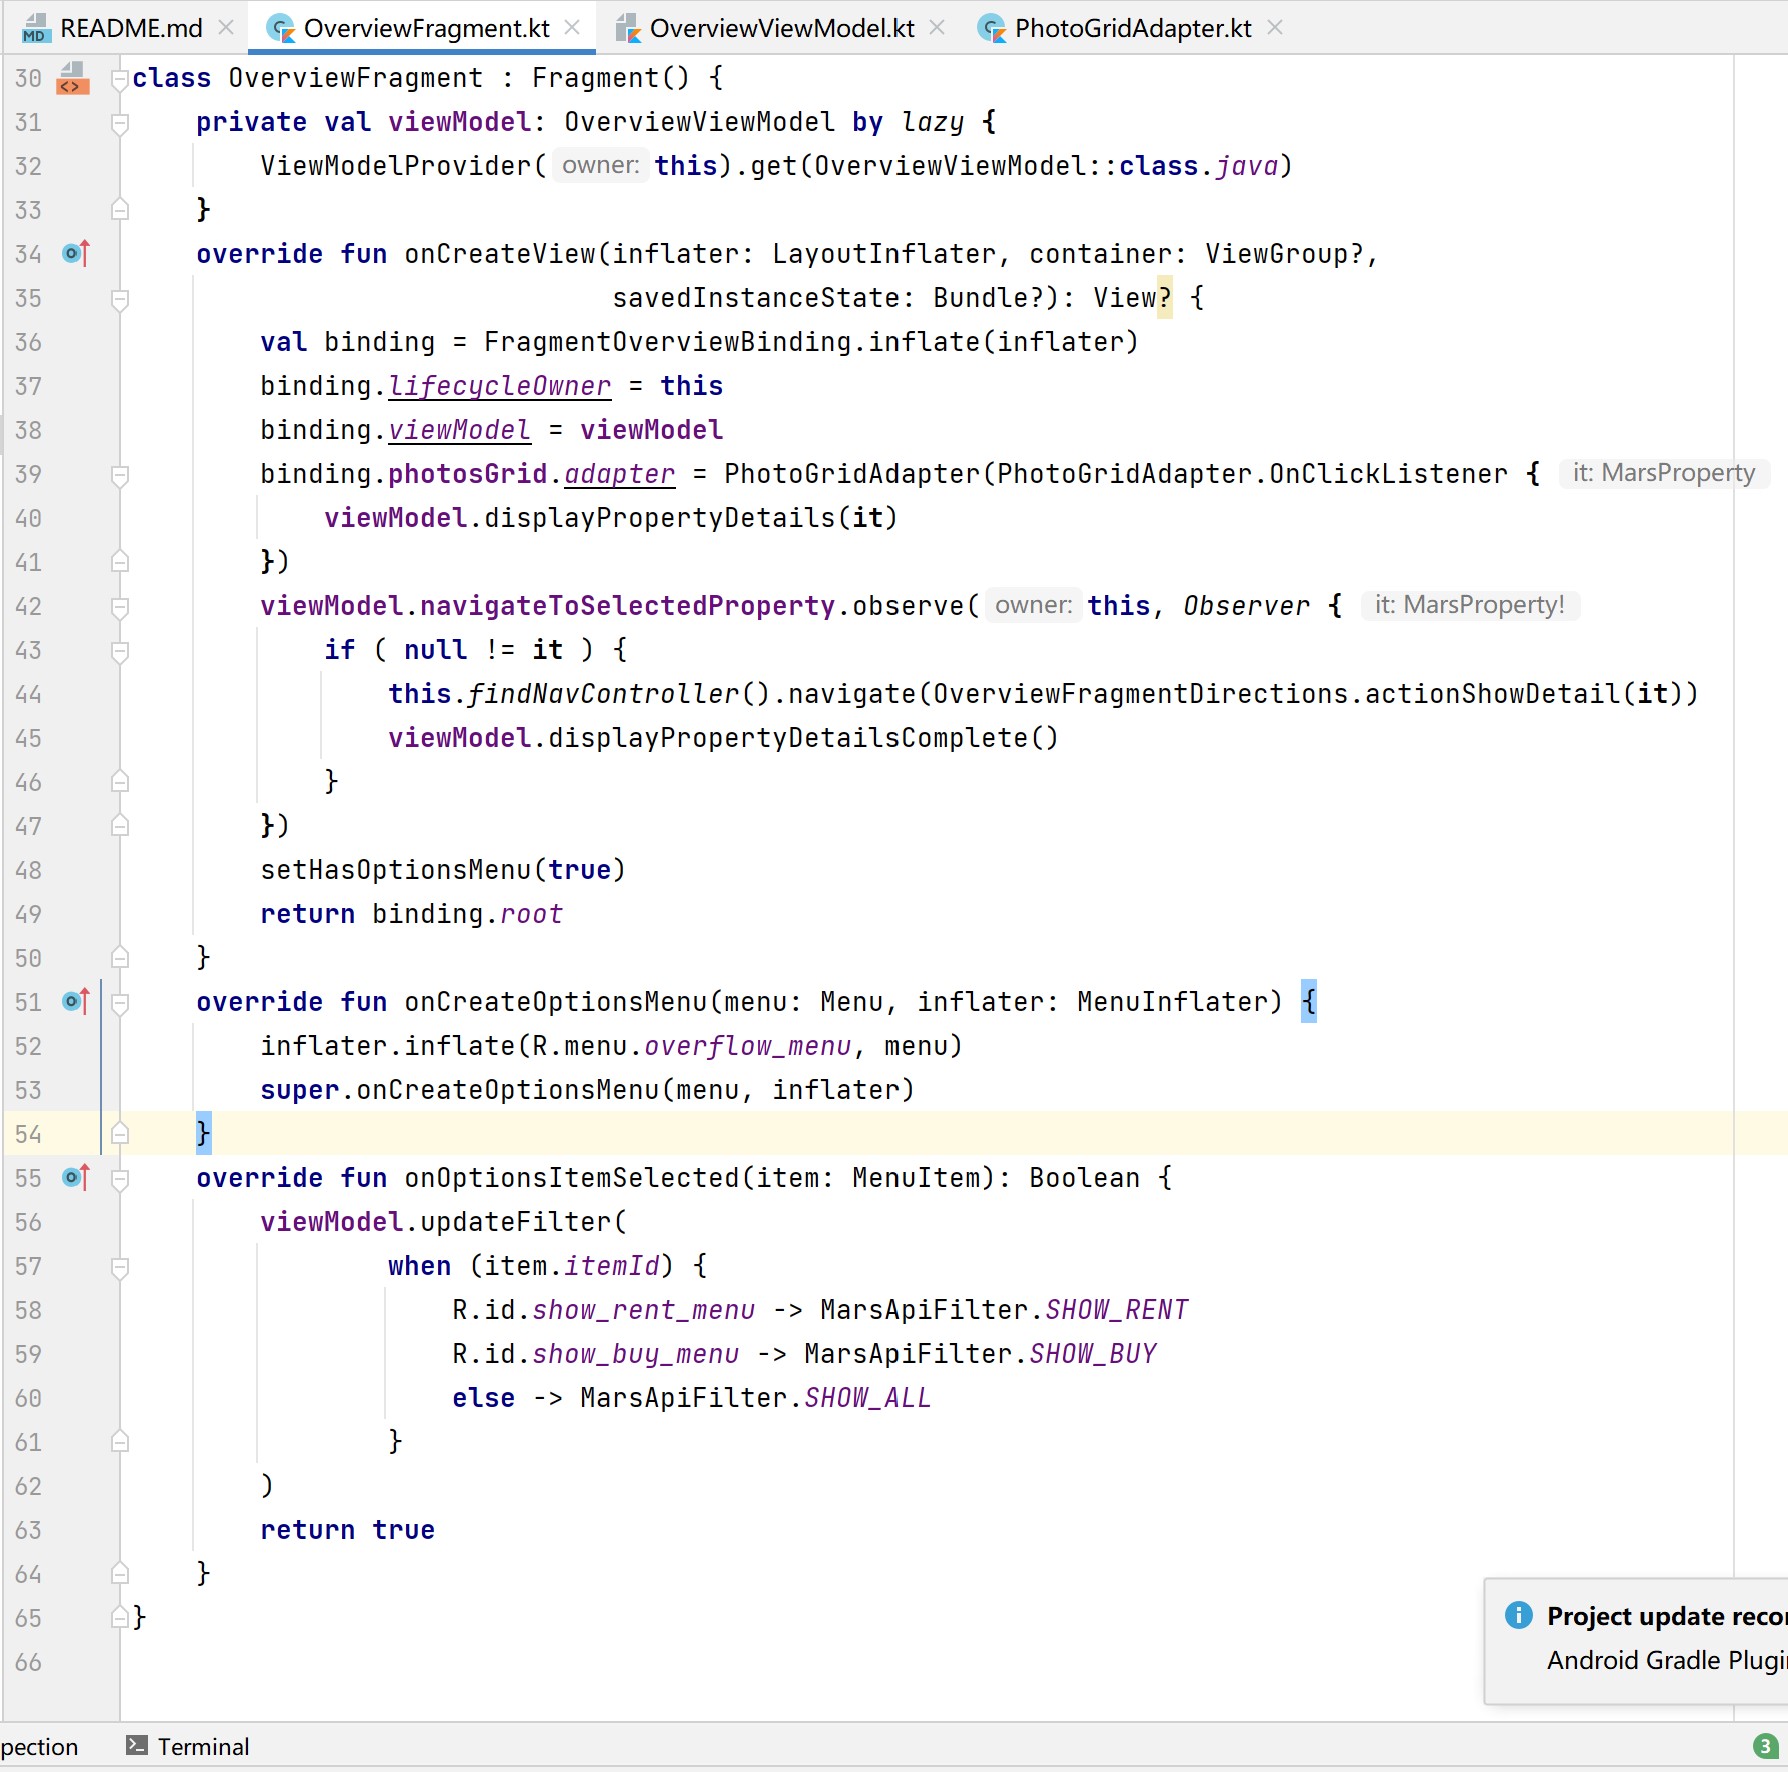 README.md OverviewFragment.kt OverviewViewModel.kt PhotoGridAdapter.kt
30 class OverviewFragment : Fragment() {
31     private val viewModel: OverviewViewModel by lazy {
32         ViewModelProvider( owner: this).get(OverviewViewModel::class.java)
33     }
34     override fun onCreateView(inflater: LayoutInflater, container: ViewGroup?,
35                               savedInstanceState: Bundle?): View? {
36         val binding = FragmentOverviewBinding.inflate(inflater)
37         binding.lifecycleOwner = this
38         binding.viewModel = viewModel
39         binding.photosGrid.adapter = PhotoGridAdapter(PhotoGridAdapter.OnClickListener { it: MarsProperty
40             viewModel.displayPropertyDetails(it)
41         })
42         viewModel.navigateToSelectedProperty.observe( owner: this, Observer { it: MarsProperty!
43             if ( null != it ) {
44                 this.findNavController().navigate(OverviewFragmentDirections.actionShowDetail(it))
45                 viewModel.displayPropertyDetailsComplete()
46             }
47         })
48         setHasOptionsMenu(true)
49         return binding.root
50     }
51     override fun onCreateOptionsMenu(menu: Menu, inflater: MenuInflater) {
52         inflater.inflate(R.menu.overflow_menu, menu)
53         super.onCreateOptionsMenu(menu, inflater)
54     }
55     override fun onOptionsItemSelected(item: MenuItem): Boolean {
56         viewModel.updateFilter(
57                 when (item.itemId) {
58                     R.id.show_rent_menu -> MarsApiFilter.SHOW_RENT
59                     R.id.show_buy_menu -> MarsApiFilter.SHOW_BUY
60                     else -> MarsApiFilter.SHOW_ALL
61                 }
62         )
63         return true
64     }
65 }
66
Project update recor
Android Gradle Plugin
pection Terminal 3